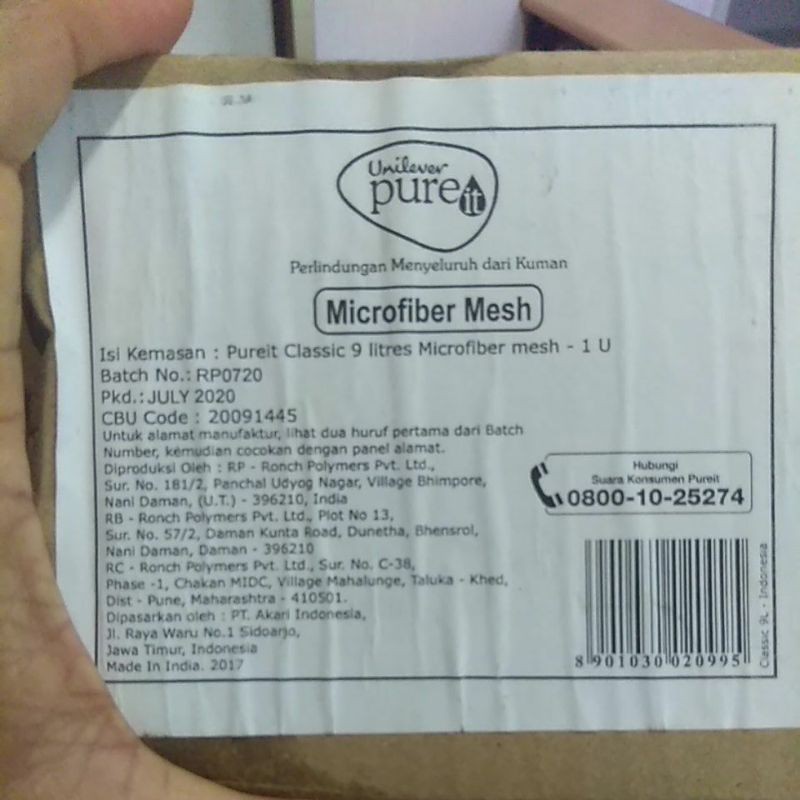 Unilever
pureit
Perlindungan Menyeluruh dari Kuman
Microfiber Mesh
Isi Kemasan : Pureit Classic 9 litres Microfiber mesh - 1 U
Batch No.: RP0720
Pkd.: JULY 2020
CBU Code : 20091445
Untuk alamat manufaktur, lihat dua huruf pertama dari Batch
Number, kemudian cocokan dengan panel alamat.
Diproduksi Oleh : RP - Ronch Polymers Pvt. Ltd.,
Sur. No. 181/2, Panchal Udyog Nagar, Village Bhimpore,
Nani Daman, (U.T.) - 396210, India
RB - Ronch Polymers Pvt. Ltd., Plot No 13,
Sur. No. 57/2, Daman Kunta Road, Dunetha, Bhensrol,
Nani Daman, Daman - 396210
RC - Ronch Polymers Pvt. Ltd., Sur. No. C-38,
Phase -1, Chakan MIDC, Village Mahalunge, Taluka - Khed,
Dist - Pune, Maharashtra - 410501.
Dipasarkan oleh : PT. Akari Indonesia,
Jl. Raya Waru No.1 Sidoarjo,
Jawa Timur, Indonesia
Made In India. 2017
Hubungi
Suara Konsumen Pureit
0800-10-25274
8 901030 020995
Classic 9L - Indonesia